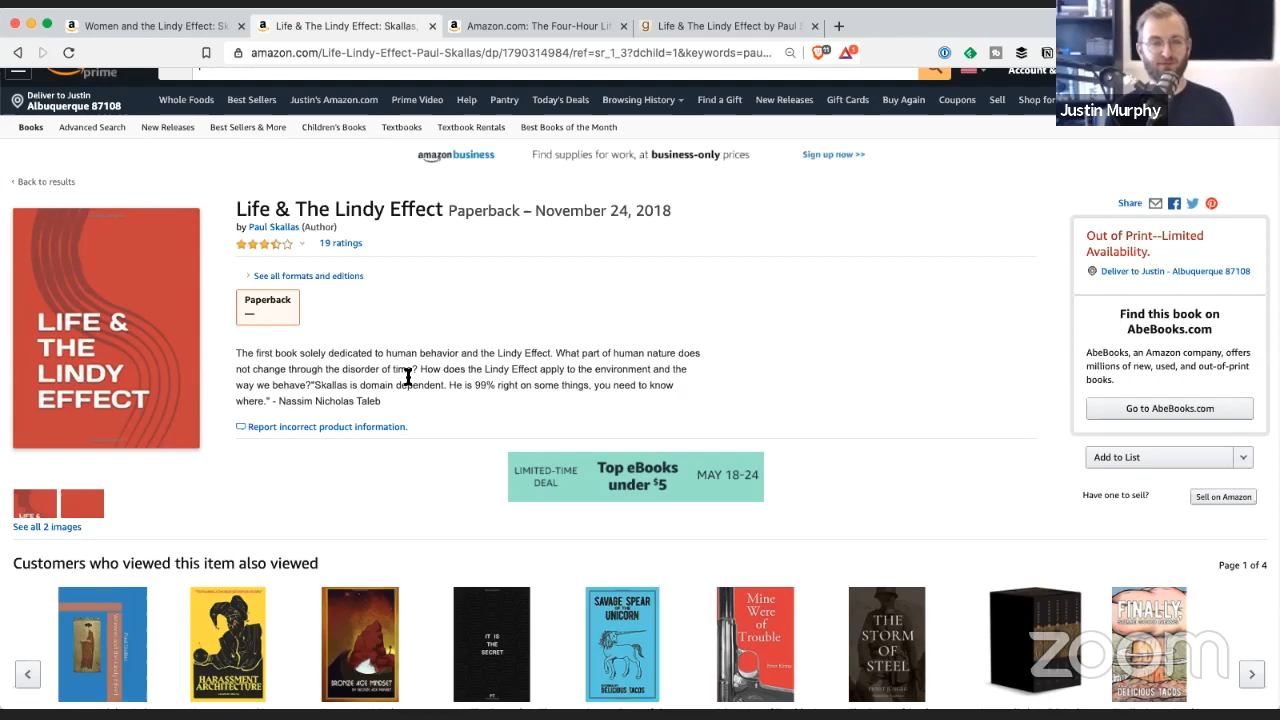 Women and the Lindy Effect: Sk
Life & The Lindy Effect: Skallas,
Amazon.com: The Four-Hour Lif
Life & The Lindy Effect by Paul S
amazon.com/Life-Lindy-Effect-Paul-Skallas/dp/1790314984/ref=sr_1_3?dchild=1&keywords=pau...
Justin Murphy
prime
Account &
Deliver to Justin
Albuquerque 87108
Whole Foods Best Sellers Justin's Amazon.com Prime Video Help Pantry Today's Deals Browsing History Find a Gift New Releases Gift Cards Buy Again Coupons Sell Shop for
Books Advanced Search New Releases Best Sellers & More Children's Books Textbooks Textbook Rentals Best Books of the Month
amazonbusiness Find supplies for work, at business-only prices Sign up now >>
‹ Back to results
Life & The Lindy Effect Paperback – November 24, 2018
by Paul Skallas (Author)
19 ratings
See all formats and editions
Paperback
—
The first book solely dedicated to human behavior and the Lindy Effect. What part of human nature does
not change through the disorder of time? How does the Lindy Effect apply to the environment and the
way we behave?"Skallas is domain dependent. He is 99% right on some things, you need to know
where." - Nassim Nicholas Taleb
Report incorrect product information.
LIFE &
THE
LINDY
EFFECT
See all 2 images
LIMITED-TIME
DEAL
Top eBooks
under $5
MAY 18-24
Share
Out of Print--Limited
Availability.
Deliver to Justin - Albuquerque 87108
Find this book on
AbeBooks.com
AbeBooks, an Amazon company, offers
millions of new, used, and out-of-print
books.
Go to AbeBooks.com
Add to List
Have one to sell?
Sell on Amazon
Customers who viewed this item also viewed
Page 1 of 4
HARASSMENT
ARCHITECTURE
BRONZE AGE MINDSET
IT IS
THE
SECRET
SAVAGE SPEAR
OF THE
UNICORN
DELICIOUS TACOS
Mine
Were of
Trouble
THE
STORM
OF
STEEL
FINALLY,
DELICIOUS TACOS
zoom